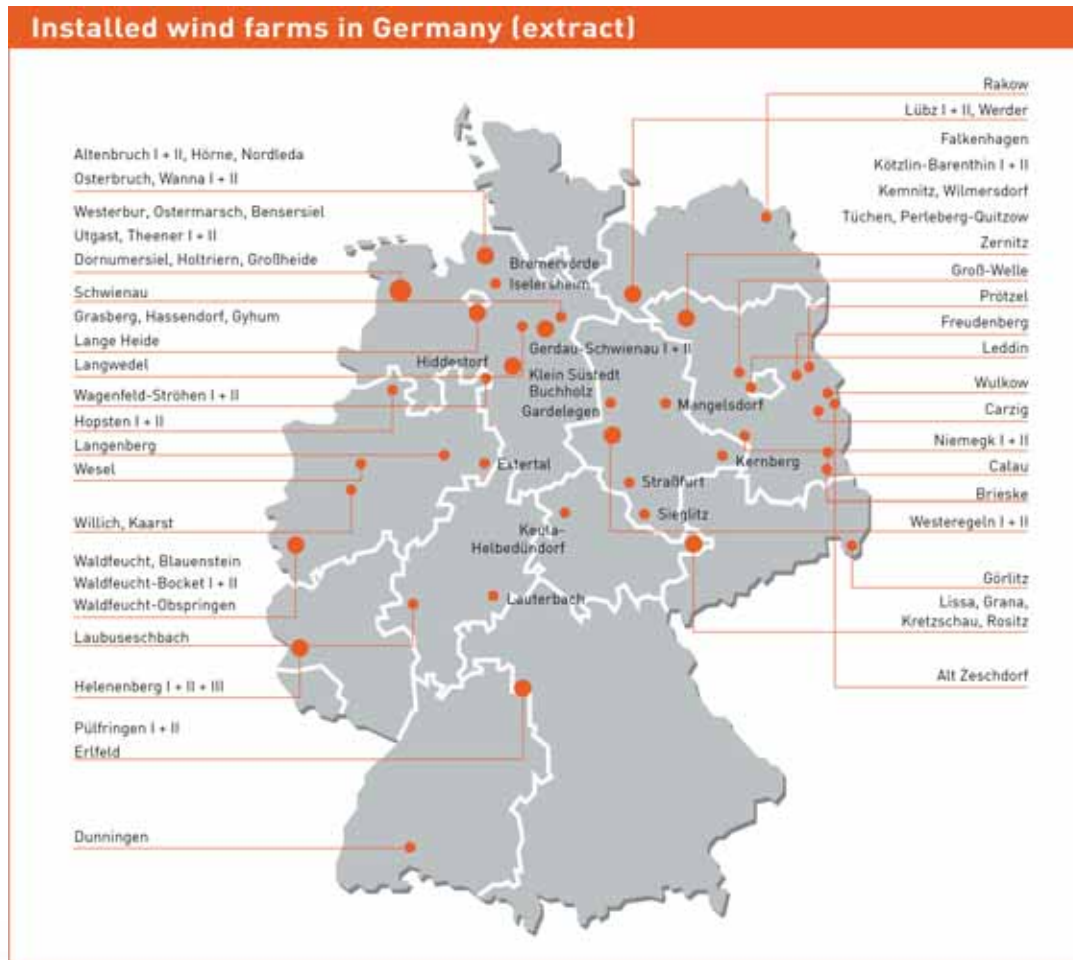 Installed wind farms in Germany (extract)
Altenbruch I + II, Hörne, Nordleda
Osterbruch, Wanna I + II
Westerbur, Ostermarsch, Bensersiel
Utgast, Theener I + II
Dornumersiel, Holtriern, Großheide
Schwienau
Grasberg, Hassendorf, Gyhum
Lange Heide
Langwedel
Wagenfeld-Ströhen I + II
Hopsten I + II
Langenberg
Wesel
Willich, Kaarst
Waldfeucht, Blauenstein
Waldfeucht-Bocket I + II
Waldfeucht-Obspringen
Laubuseschbach
Helenenberg I + II + III
Pülfringen I + II
Erlfeld
Dunningen
Bremervörde
Iselersheim
Gerdau-Schwienau I + II
Hiddestorf
Klein Süstedt
Buchholz
Gardelegen
Mangelsdorf
Extertal
Kernberg
Straßfurt
Sieglitz
Keula-
Helbedündorf
Lauterbach
Rakow
Lübz I + II, Werder
Falkenhagen
Kötzlin-Barenthin I + II
Kemnitz, Wilmersdorf
Tüchen, Perleberg-Quitzow
Zernitz
Groß-Welle
Prötzel
Freudenberg
Leddin
Wulkow
Carzig
Niemegk I + II
Calau
Brieske
Westeregeln I + II
Görlitz
Lissa, Grana,
Kretzschau, Rositz
Alt Zeschdorf